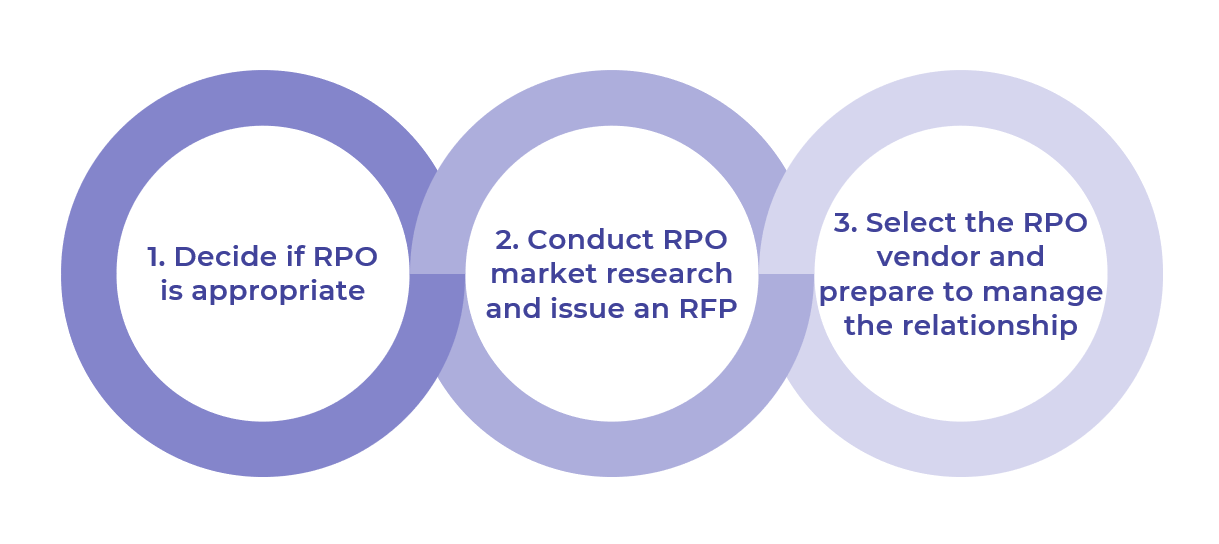 1. Decide if RPO
is appropriate
2. Conduct RPO
market research
and issue an RFP
3. Select the RPO
vendor and
prepare to manage
the relationship